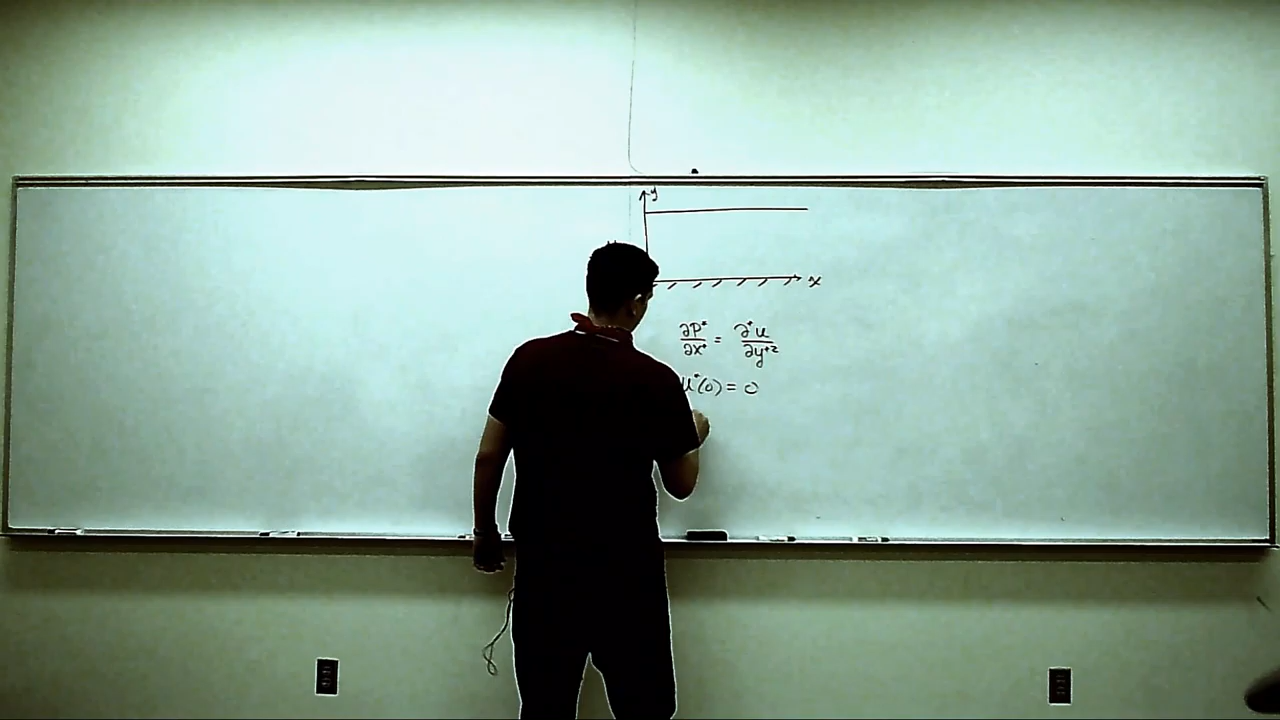 y
x
∂P*/∂x* = ∂²u/∂y*²
u*(0) = 0